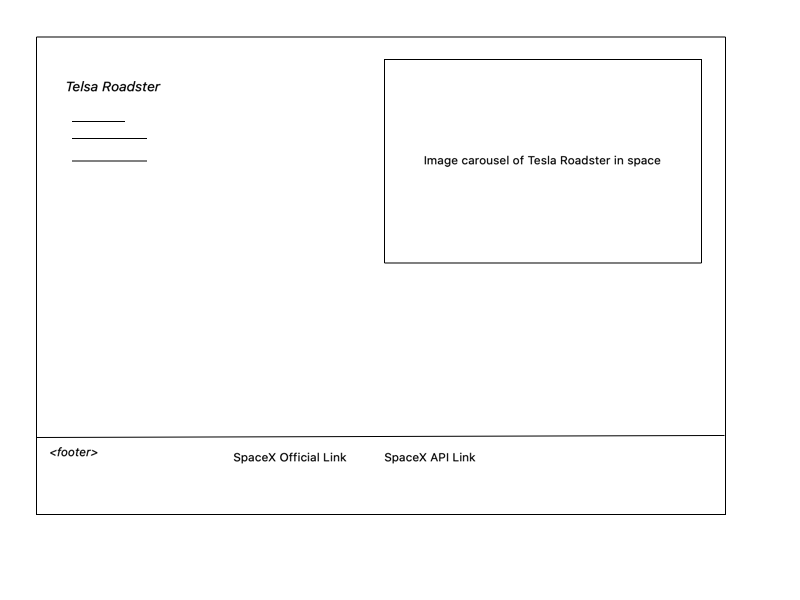 Telsa Roadster
Image carousel of Tesla Roadster in space
<footer>
SpaceX Official Link
SpaceX API Link